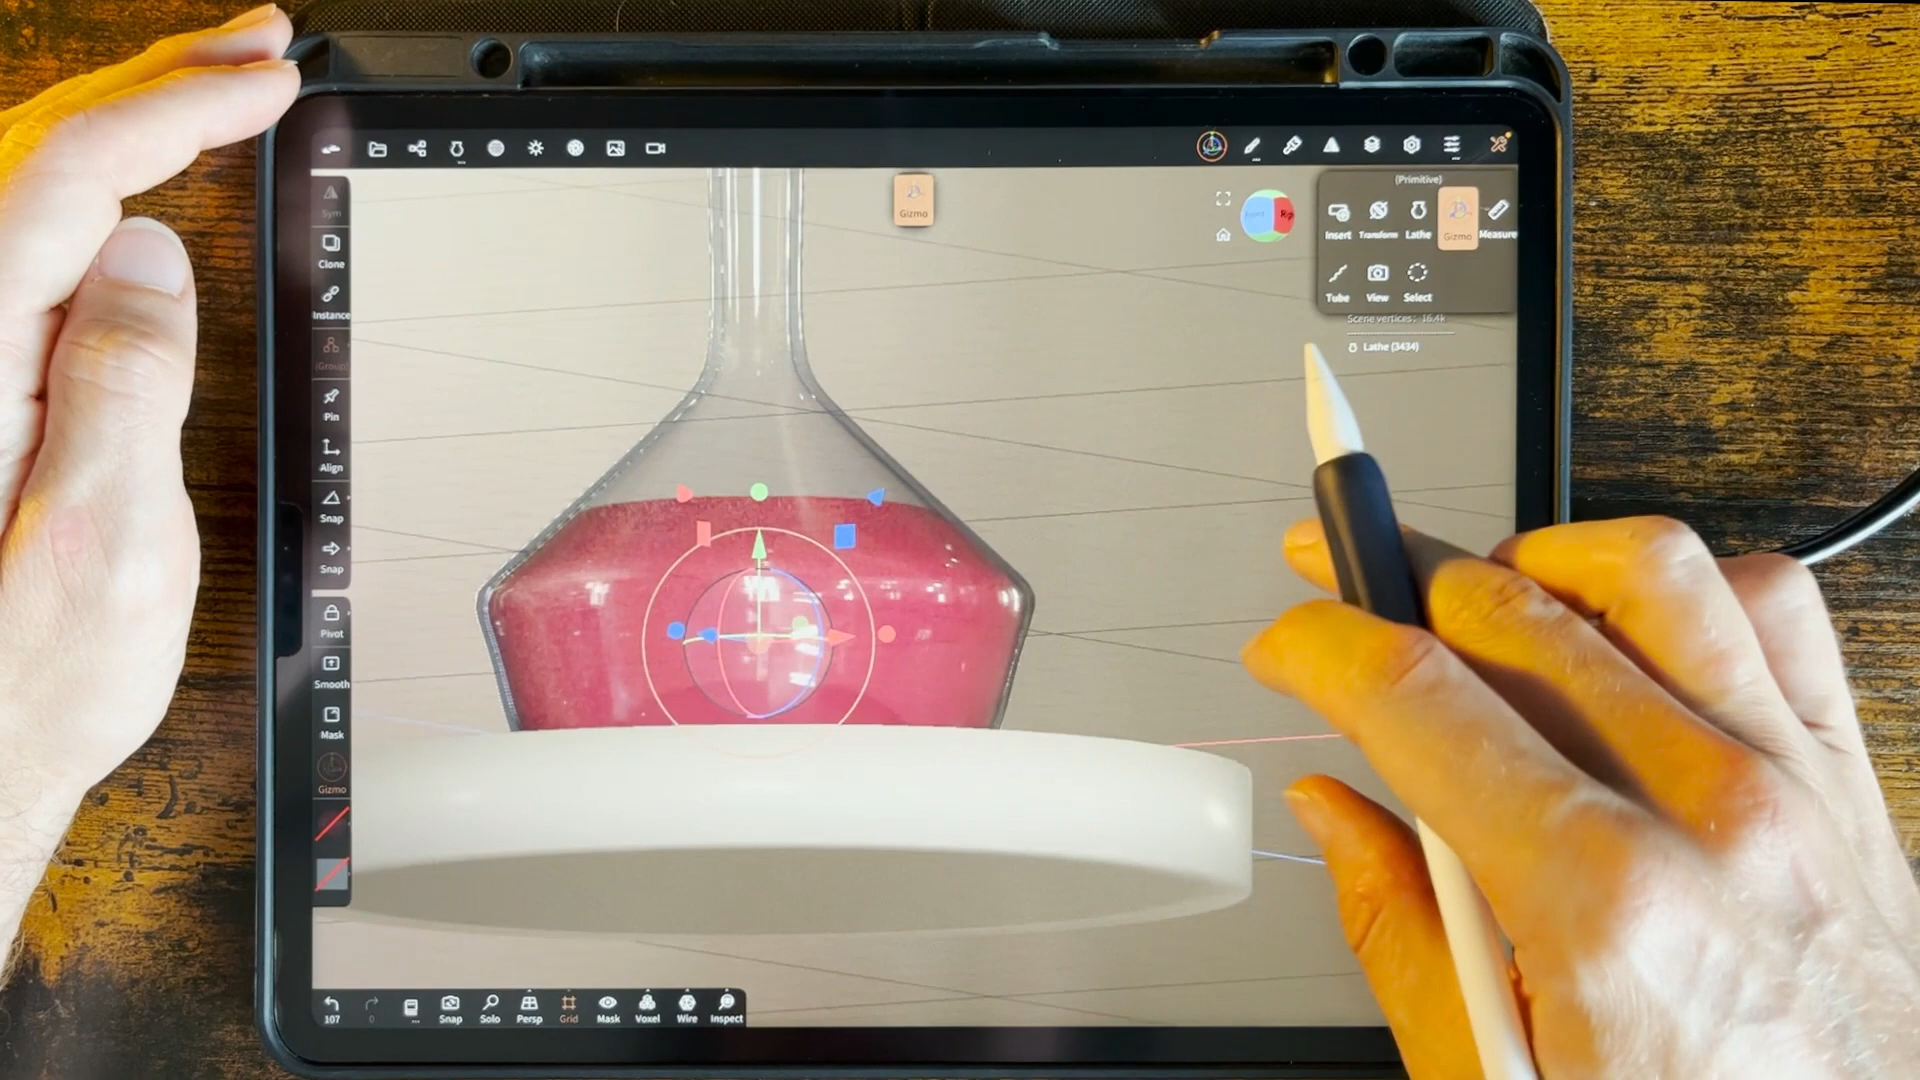 (Primitive)
Insert Transform Lathe Gizmo Measure
Tube View Select
Scene vertices: 16.4k
Lathe (3434)
Gizmo
Front
Rig
Sym
Clone
Instance
(Group)
Pin
Align
Snap
Snap
Pivot
Smooth
Mask
Gizmo
107 0 Snap Solo Persp Grid Mask Voxel Wire Inspect